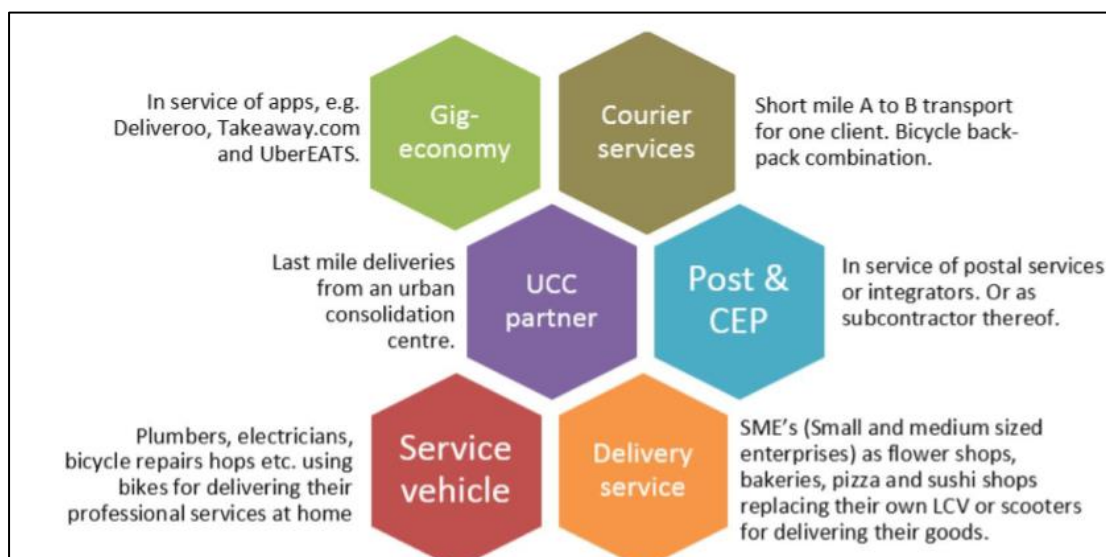 In service of apps, e.g.
Deliveroo, Takeaway.com
and UberEATS.
Gig-
economy
Courier
services
Short mile A to B transport
for one client. Bicycle back-
pack combination.
Last mile deliveries
from an urban
consolidation
centre.
UCC
partner
Post &
CEP
In service of postal services
or integrators. Or as
subcontractor thereof.
Plumbers, electricians,
bicycle repairs hops etc. using
bikes for delivering their
professional services at home
Service
vehicle
Delivery
service
SME's (Small and medium sized
enterprises) as flower shops,
bakeries, pizza and sushi shops
replacing their own LCV or scooters
for delivering their goods.